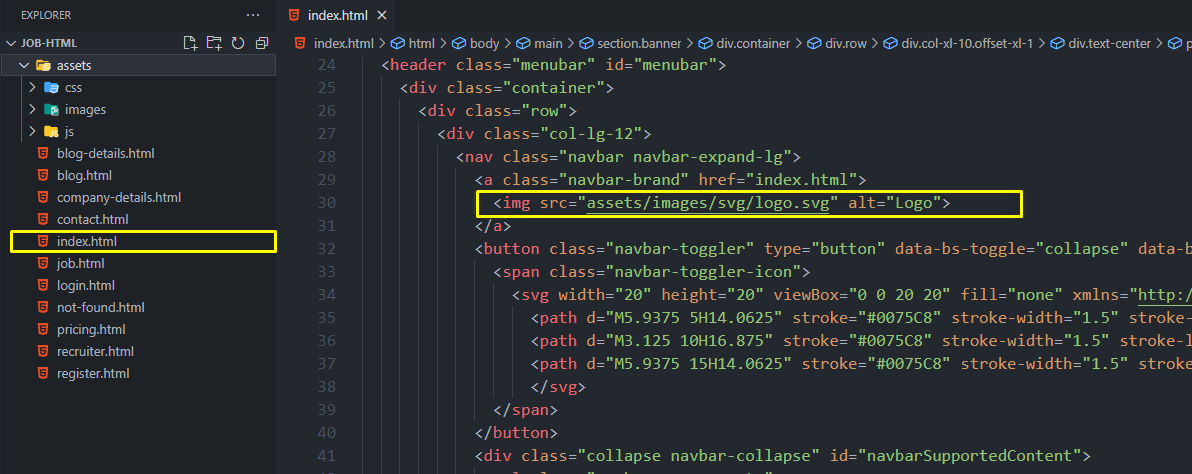 EXPLORER ···
JOB-HTML
assets
css
images
js
blog-details.html
blog.html
company-details.html
contact.html
index.html
job.html
login.html
not-found.html
pricing.html
recruiter.html
register.html
index.html
index.html > html > body > main > section.banner > div.container > div.row > div.col-xl-10.offset-xl-1 > div.text-center > p
24 <header class="menubar" id="menubar">
25 <div class="container">
26 <div class="row">
27 <div class="col-lg-12">
28 <nav class="navbar navbar-expand-lg">
29 <a class="navbar-brand" href="index.html">
30 <img src="assets/images/svg/logo.svg" alt="Logo">
31 </a>
32 <button class="navbar-toggler" type="button" data-bs-toggle="collapse" data-b
33 <span class="navbar-toggler-icon">
34 <svg width="20" height="20" viewBox="0 0 20 20" fill="none" xmlns="http:/
35 <path d="M5.9375 5H14.0625" stroke="#0075C8" stroke-width="1.5" stroke-
36 <path d="M3.125 10H16.875" stroke="#0075C8" stroke-width="1.5" stroke-l
37 <path d="M5.9375 15H14.0625" stroke="#0075C8" stroke-width="1.5" stroke
38 </svg>
39 </span>
40 </button>
41 <div class="collapse navbar-collapse" id="navbarSupportedContent">